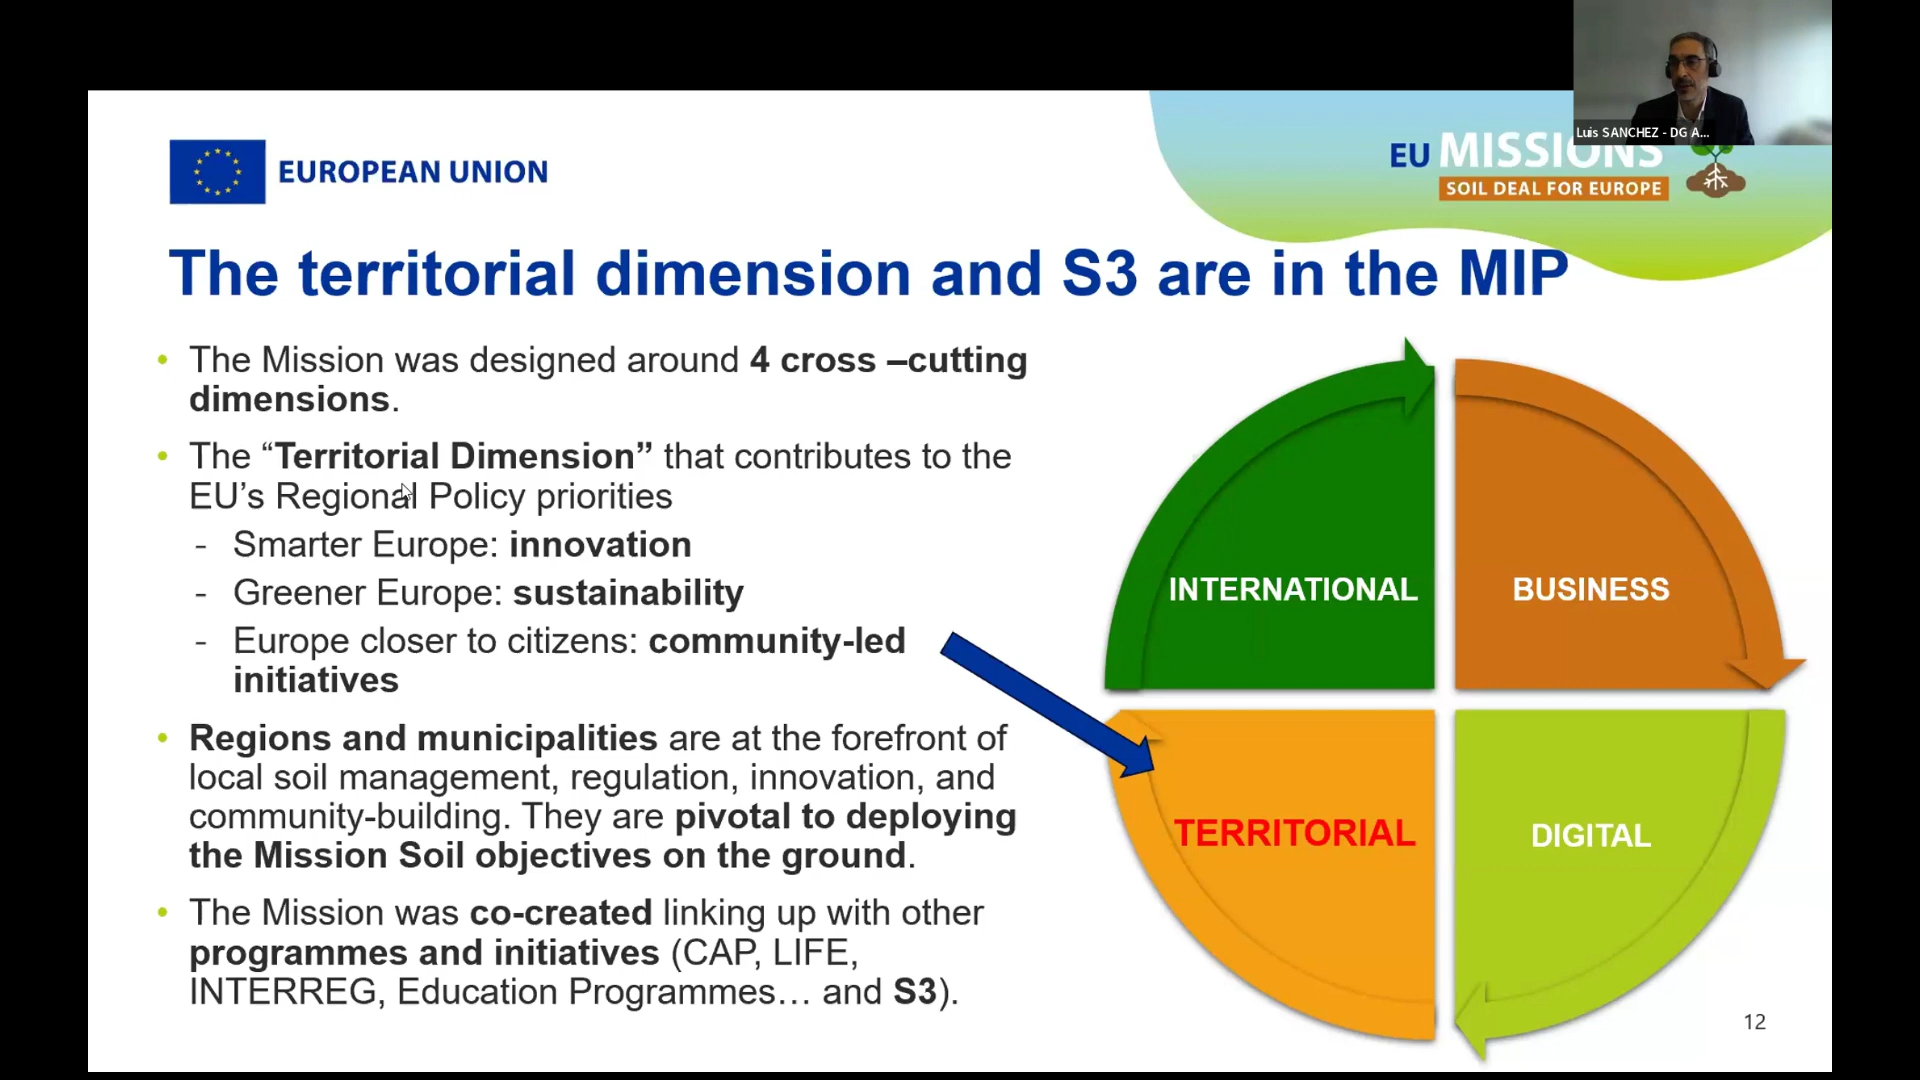 Luis SANCHEZ - DG A...
EUROPEAN UNION
EU MISSIONS
SOIL DEAL FOR EUROPE
The territorial dimension and S3 are in the MIP
• The Mission was designed around 4 cross –cutting
dimensions.
• The “Territorial Dimension” that contributes to the
EU’s Regional Policy priorities
- Smarter Europe: innovation
- Greener Europe: sustainability
- Europe closer to citizens: community-led
initiatives
• Regions and municipalities are at the forefront of
local soil management, regulation, innovation, and
community-building. They are pivotal to deploying
the Mission Soil objectives on the ground.
• The Mission was co-created linking up with other
programmes and initiatives (CAP, LIFE,
INTERREG, Education Programmes… and S3).
INTERNATIONAL
BUSINESS
TERRITORIAL
DIGITAL
12